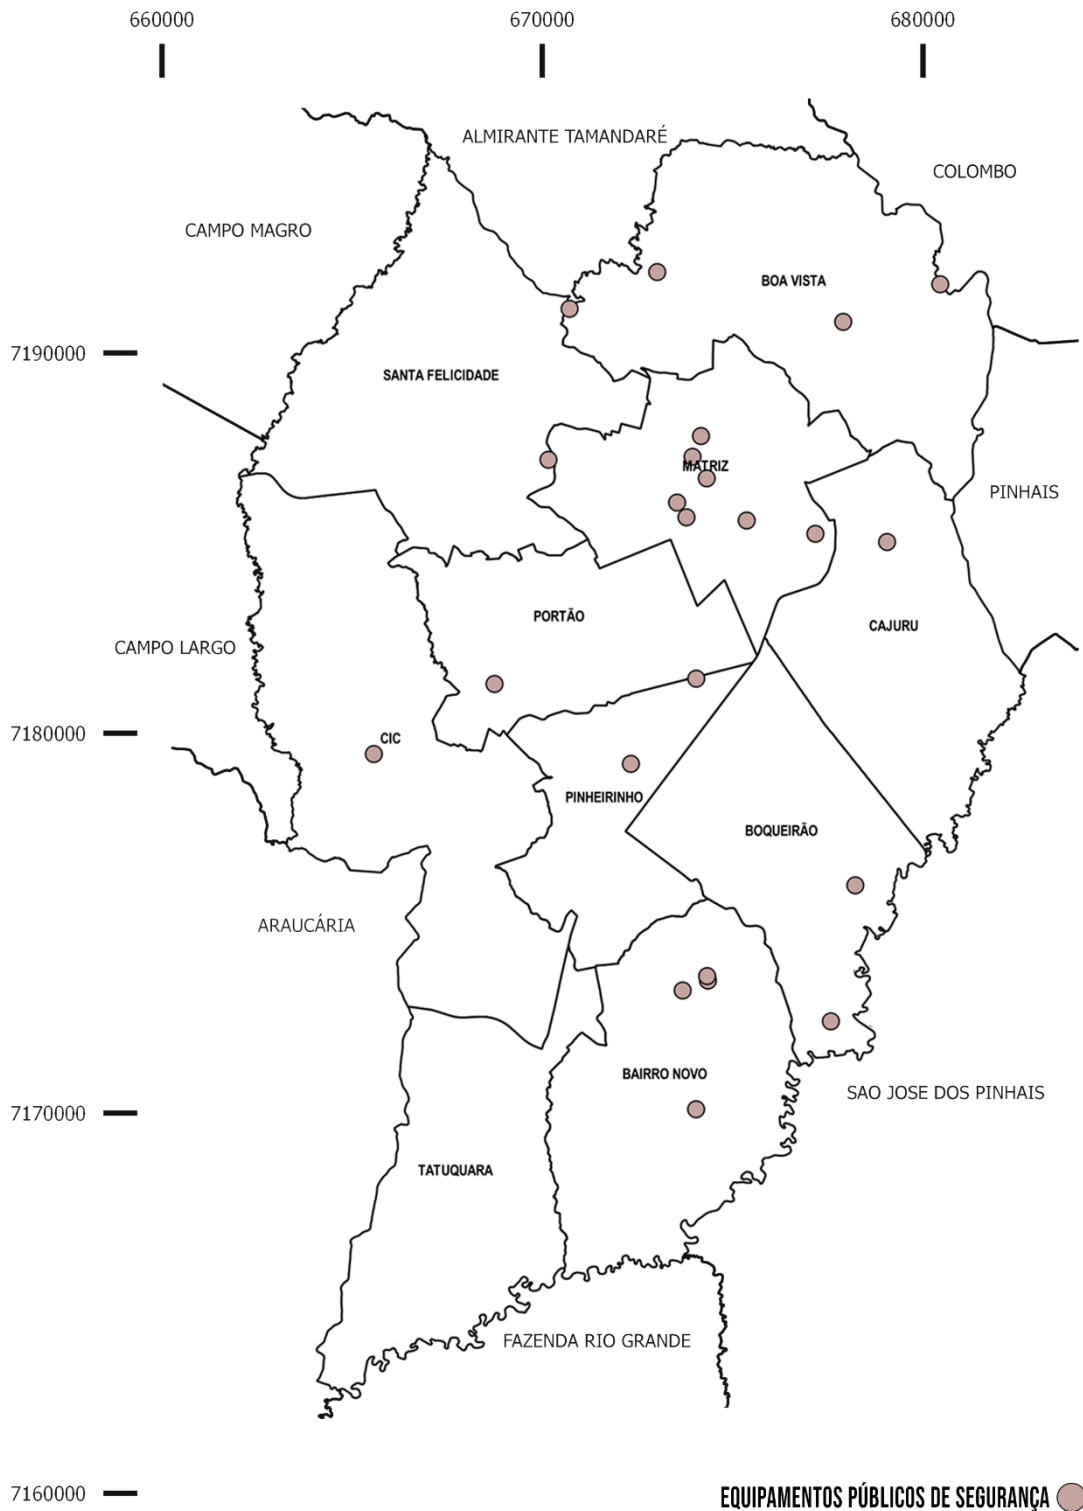 660000
670000
680000
ALMIRANTE TAMANDARÉ
COLOMBO
CAMPO MAGRO
BOA VISTA
7190000
SANTA FELICIDADE
MATRIZ
PINHAIS
PORTÃO
CAJURU
CAMPO LARGO
7180000
CIC
PINHEIRINHO
BOQUEIRÃO
ARAUCÁRIA
BAIRRO NOVO
SAO JOSE DOS PINHAIS
7170000
TATUQUARA
FAZENDA RIO GRANDE
7160000
EQUIPAMENTOS PÚBLICOS DE SEGURANÇA